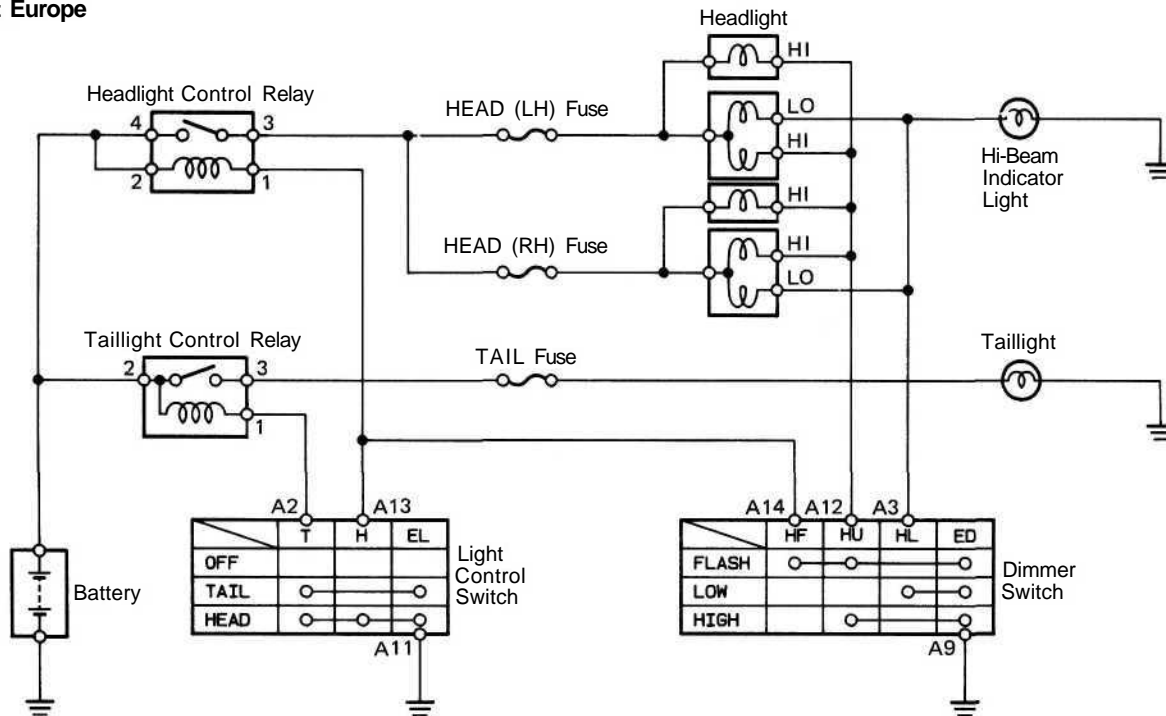 : Europe
Headlight
HI
Headlight Control Relay
HEAD (LH) Fuse
LO
4
3
HI
Hi-Beam
Indicator
Light
2
1
HI
HEAD (RH) Fuse
HI
LO
Taillight Control Relay
TAIL Fuse
Taillight
2
3
1
A2
A13
A14
A12
A3
T
H
EL
HF
HU
HL
ED
OFF
FLASH
TAIL
LOW
HEAD
HIGH
Light
Control
Switch
Dimmer
Switch
Battery
A11
A9